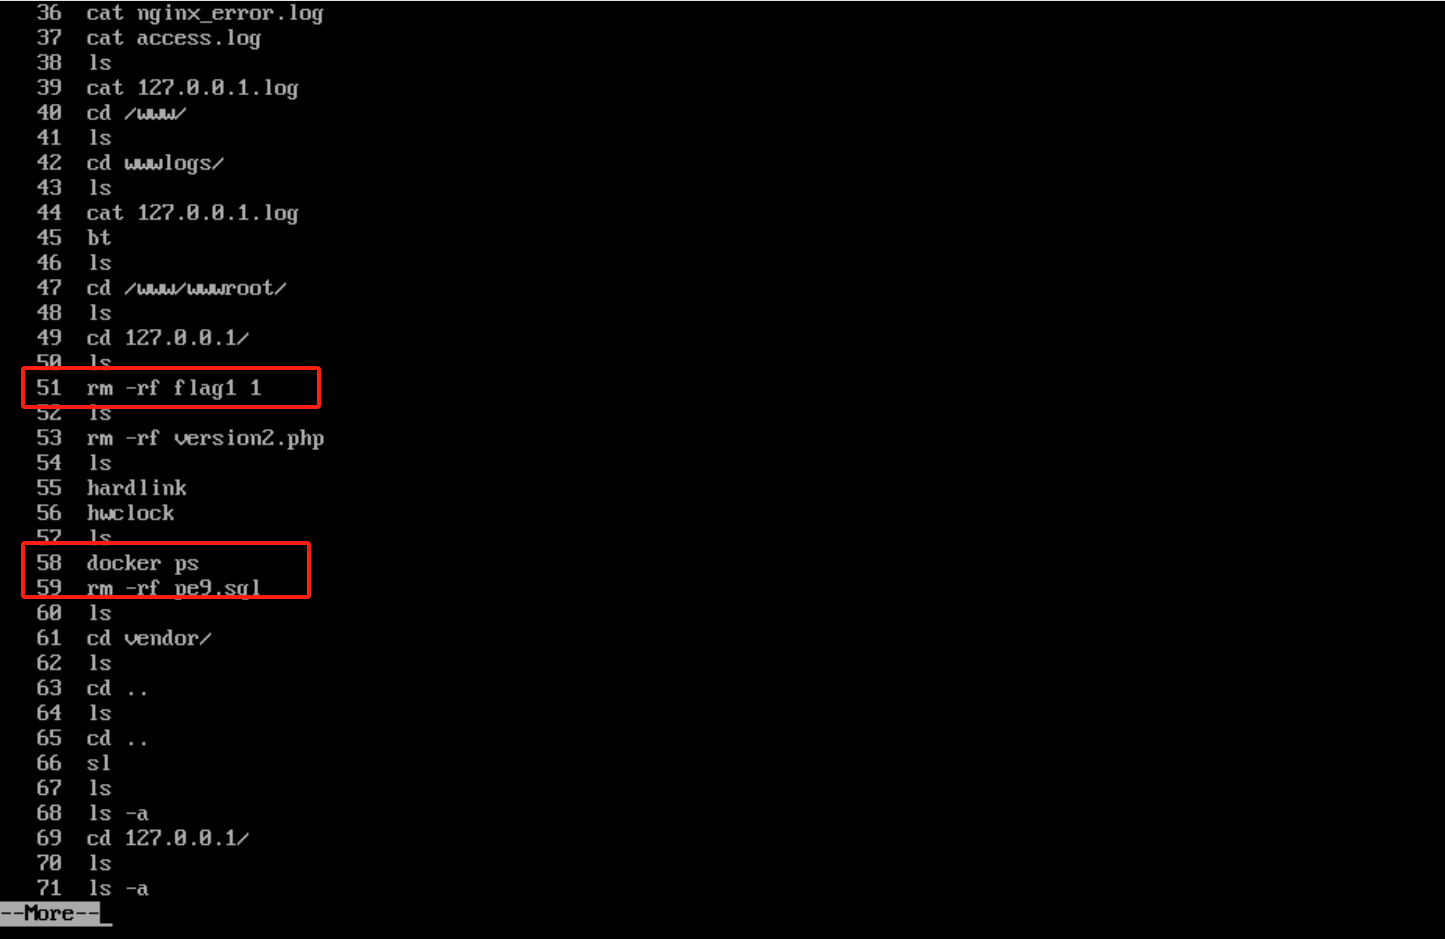 36 cat nginx_error.log
37 cat access.log
38 ls
39 cat 127.0.0.1.log
40 cd /www/
41 ls
42 cd wwwlogs/
43 ls
44 cat 127.0.0.1.log
45 bt
46 ls
47 cd /www/wwwroot/
48 ls
49 cd 127.0.0.1/
50 ls
51 rm -rf flag1 1
52 ls
53 rm -rf version2.php
54 ls
55 hardlink
56 hwclock
57 ls
58 docker ps
59 rm -rf pe9.sql
60 ls
61 cd vendor/
62 ls
63 cd ..
64 ls
65 cd ..
66 sl
67 ls
68 ls -a
69 cd 127.0.0.1/
70 ls
71 ls -a
--More--